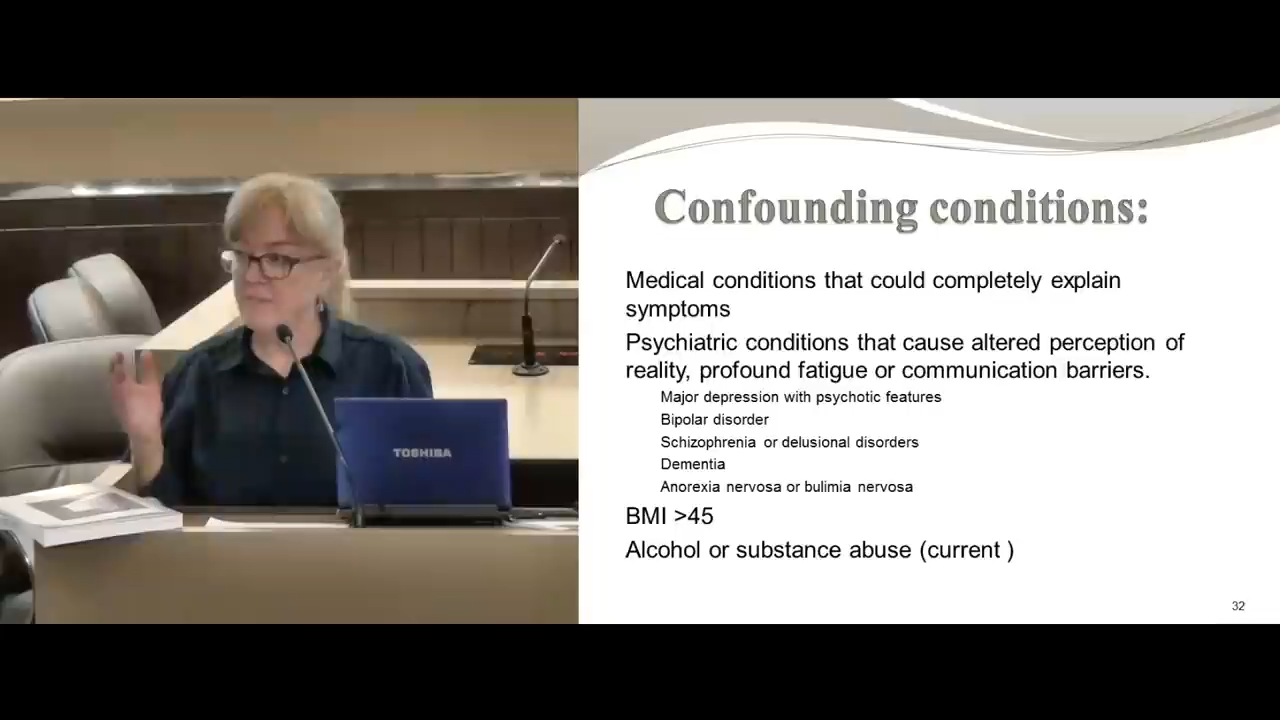 TOSHIBA
Confounding conditions:
Medical conditions that could completely explain
symptoms
Psychiatric conditions that cause altered perception of
reality, profound fatigue or communication barriers.
Major depression with psychotic features
Bipolar disorder
Schizophrenia or delusional disorders
Dementia
Anorexia nervosa or bulimia nervosa
BMI >45
Alcohol or substance abuse (current )
32